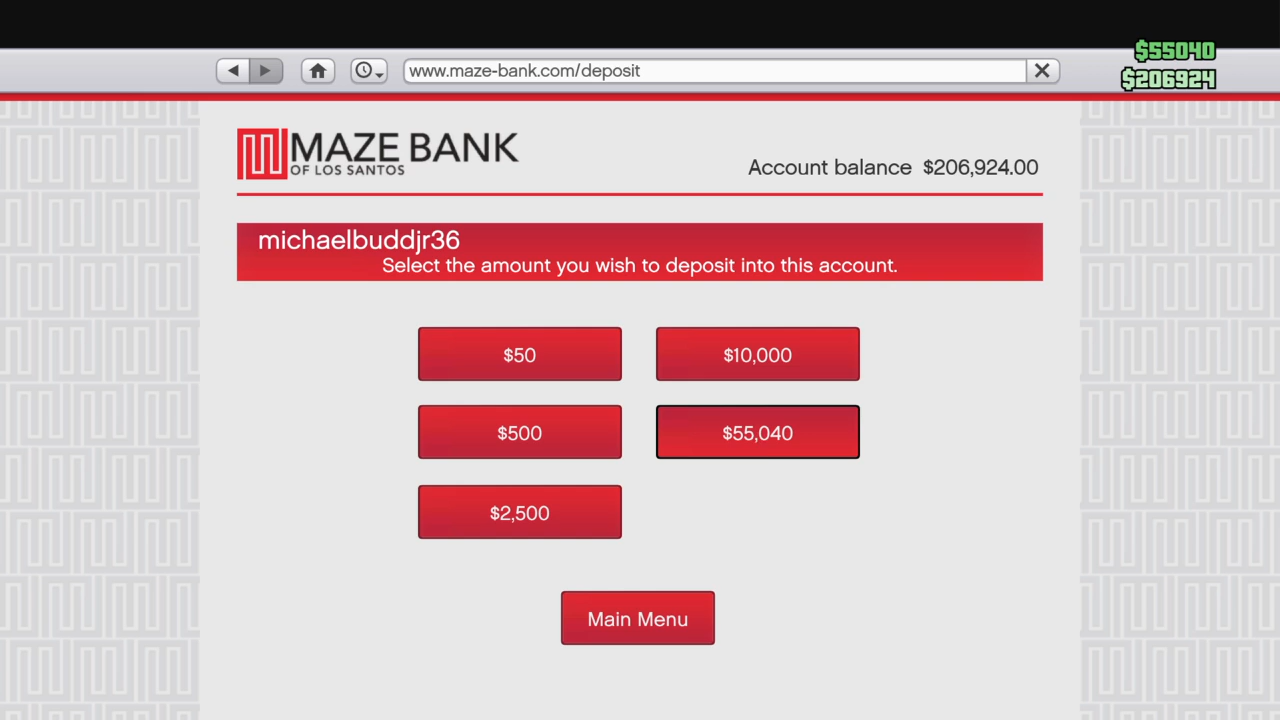 $55040
www.maze-bank.com/deposit
$206924
MAZE BANK
OF LOS SANTOS
Account balance $206,924.00
michaelbuddjr36
Select the amount you wish to deposit into this account.
$50
$10,000
$500
$55,040
$2,500
Main Menu